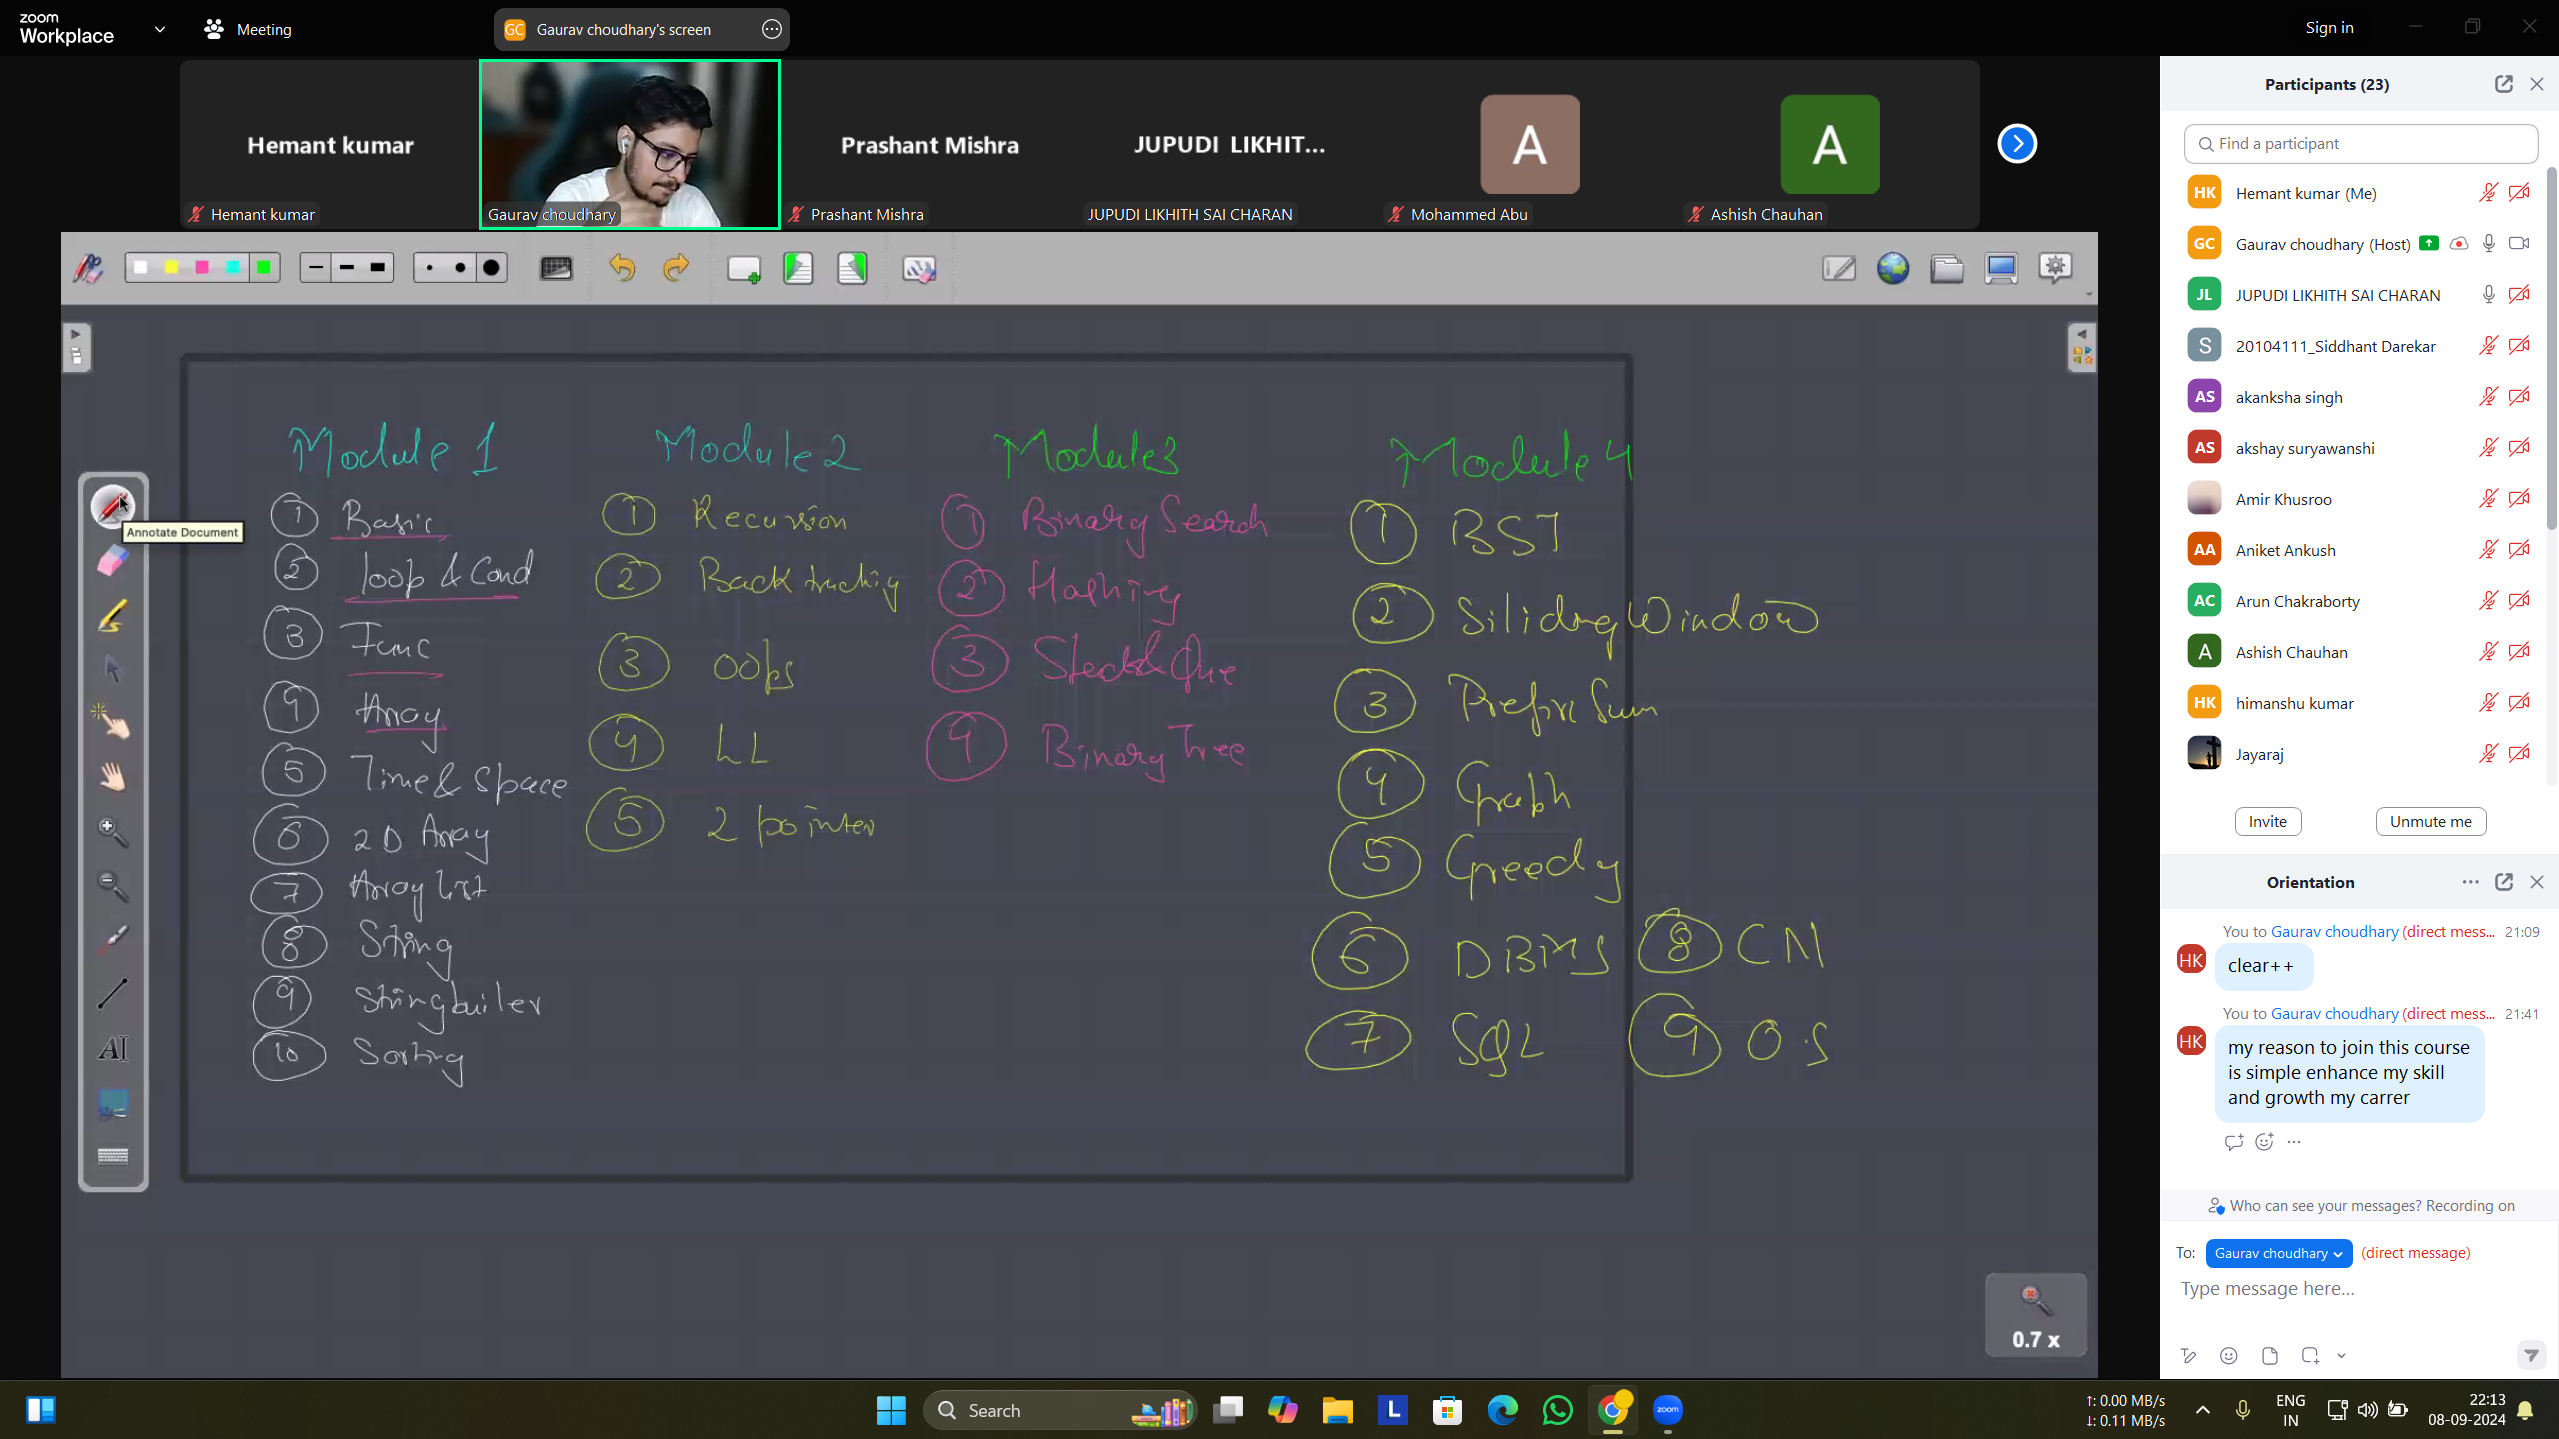 zoom
Workplace
Meeting
GC Gaurav choudhary's screen
Sign in
Hemant kumar
Hemant kumar
Gaurav choudhary
Prashant Mishra
Prashant Mishra
JUPUDI LIKHIT...
JUPUDI LIKHITH SAI CHARAN
A
Mohammed Abu
A
Ashish Chauhan
Annotate Document
AI
Module 1
① Basic
② loop & Cond
③ Func
④ Array
⑤ Time & Space
⑥ 2D Array
⑦ Array list
⑧ String
⑨ Stringbuiler
⑩ Sorting
Module 2
① Recursion
② Backtracking
③ OOps
④ LL
⑤ 2 pointer
Module 3
① Binary Search
② Hashing
③ Stack & Que
④ Binary Tree
Module 4
① BST
② Siliding Window
③ Prefix Sum
④ Graph
⑤ Greedy
⑥ DBMS ⑧ CN
⑦ SQL ⑨ O.S
0.7 x
Participants (23)
Find a participant
HK Hemant kumar (Me)
GC Gaurav choudhary (Host)
JL JUPUDI LIKHITH SAI CHARAN
S 20104111_Siddhant Darekar
AS akanksha singh
AS akshay suryawanshi
Amir Khusroo
AA Aniket Ankush
AC Arun Chakraborty
A Ashish Chauhan
HK himanshu kumar
Jayaraj
Invite
Unmute me
Orientation
You to Gaurav choudhary (direct mess... 21:09
HK clear++
You to Gaurav choudhary (direct mess... 21:41
HK my reason to join this course
is simple enhance my skill
and growth my carrer
Who can see your messages? Recording on
To: Gaurav choudhary (direct message)
Type message here...
Search
L
zoom
↑: 0.00 MB/s
↓: 0.11 MB/s
ENG
IN
22:13
08-09-2024